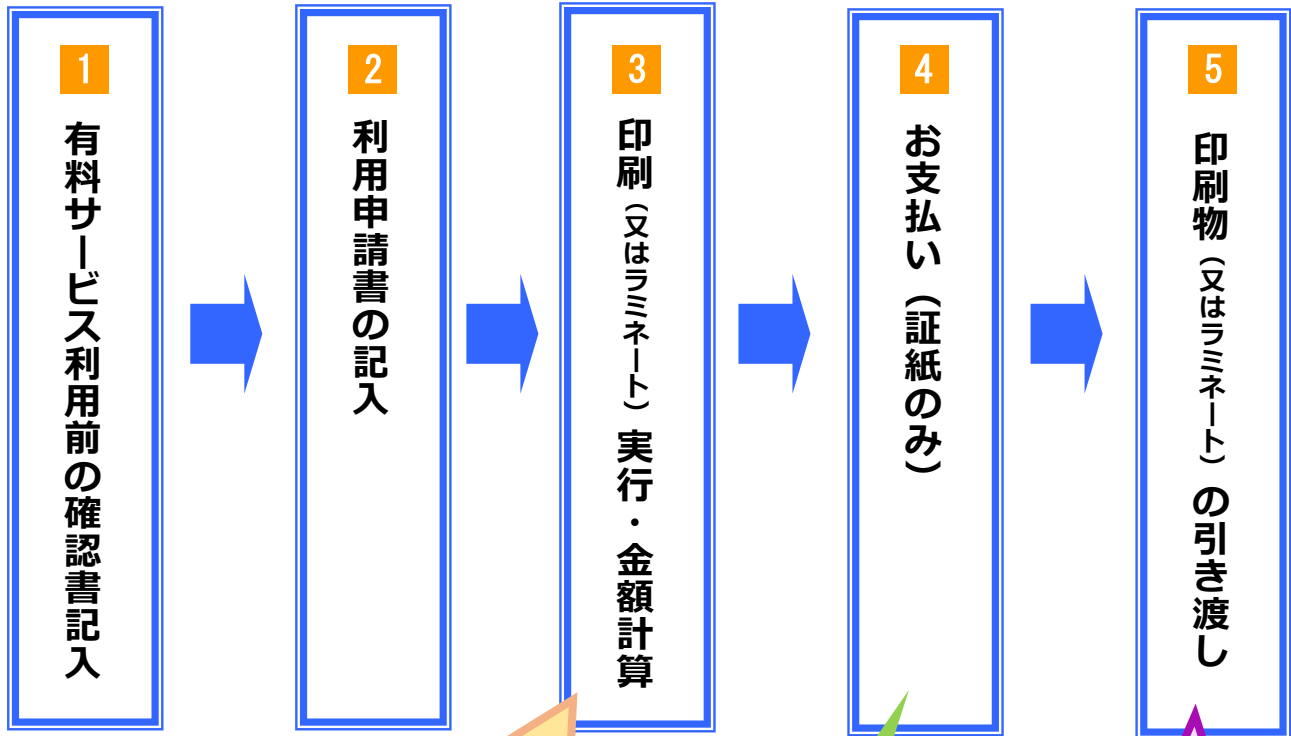 1
有料サービス利用前の確認書記入
2
利用申請書の記入
3
印刷（又はラミネート）実行・金額計算
4
お支払い（証紙のみ）
5
印刷物（又はラミネート）の引き渡し